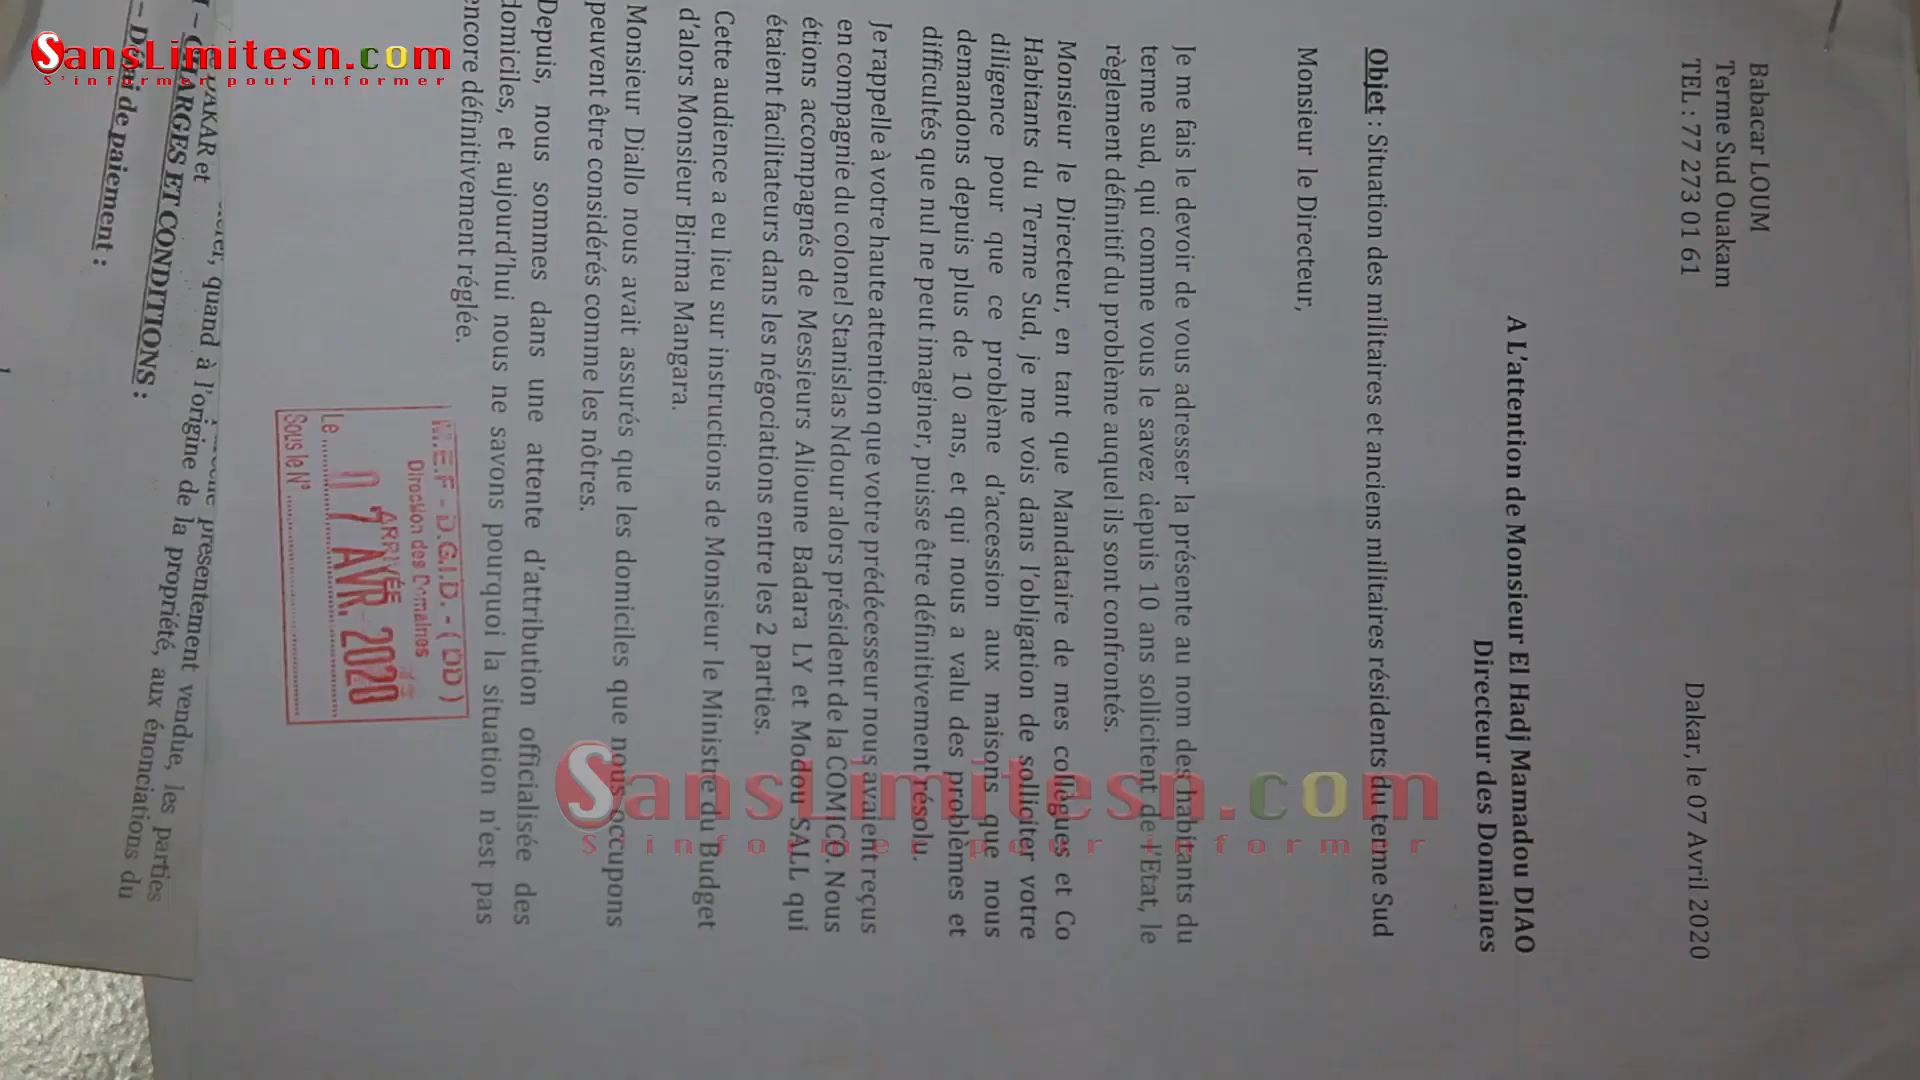 SansLimitesn.com
S'informer pour informer
Babacar LOUM
Terme Sud Ouakam
TEL : 77 273 01 61
Dakar, le 07 Avril 2020
A L'attention de Monsieur El Hadj Mamadou DIAO
Directeur des Domaines
Objet : Situation des militaires et anciens militaires résidents du terme Sud
Monsieur le Directeur,
Je me fais le devoir de vous adresser la présente au nom des habitants du
terme sud, qui comme vous le savez depuis 10 ans sollicitent de l'Etat, le
règlement définitif du problème auquel ils sont confrontés.
Monsieur le Directeur, en tant que Mandataire de mes collègues et Co
Habitants du Terme Sud, je me vois dans l'obligation de solliciter votre
diligence pour que ce problème d'accession aux maisons que nous
demandons depuis plus de 10 ans, et qui nous a valu des problèmes et
difficultés que nul ne peut imaginer, puisse être définitivement résolu.
Je rappelle à votre haute attention que votre prédécesseur nous avaient reçus
en compagnie du colonel Stanislas Ndour alors président de la COMICO. Nous
étions accompagnés de Messieurs Alioune Badara LY et Modou SALL qui
étaient facilitateurs dans les négociations entre les 2 parties.
Cette audience a eu lieu sur instructions de Monsieur le Ministre du Budget
d'alors Monsieur Birima Mangara.
Monsieur Diallo nous avait assurés que les domiciles que nous occupons
peuvent être considérés comme les nôtres.
Depuis, nous sommes dans une attente d'attribution officialisée des
domiciles, et aujourd'hui nous ne savons pourquoi la situation n'est pas
encore définitivement réglée.
M.E.F - D.G.I.D. - ( DD )
Direction des Domaines
ARRIVÉE
Le 07 AVR. 2020
Sous le N°
SansLimitesn.com
DAKAR et
quand à l'origine de la propriété, aux énonciations du
présentement vendue, les parties
CHARGES ET CONDITIONS :
de paiement :
1